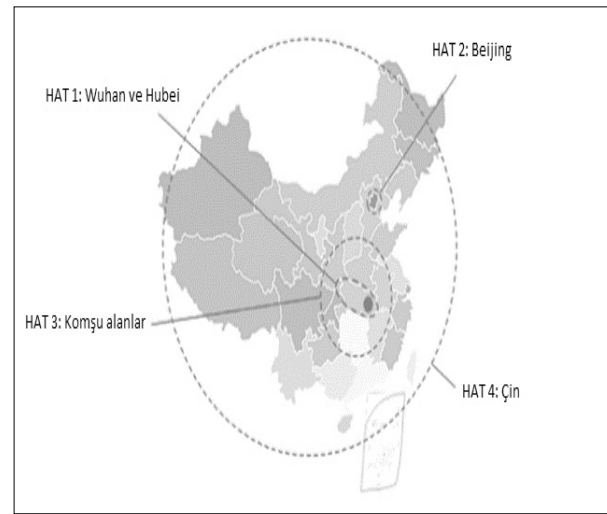 HAT 2: Beijing
HAT 1: Wuhan ve Hubei
HAT 3: Komşu alanlar
HAT 4: Çin